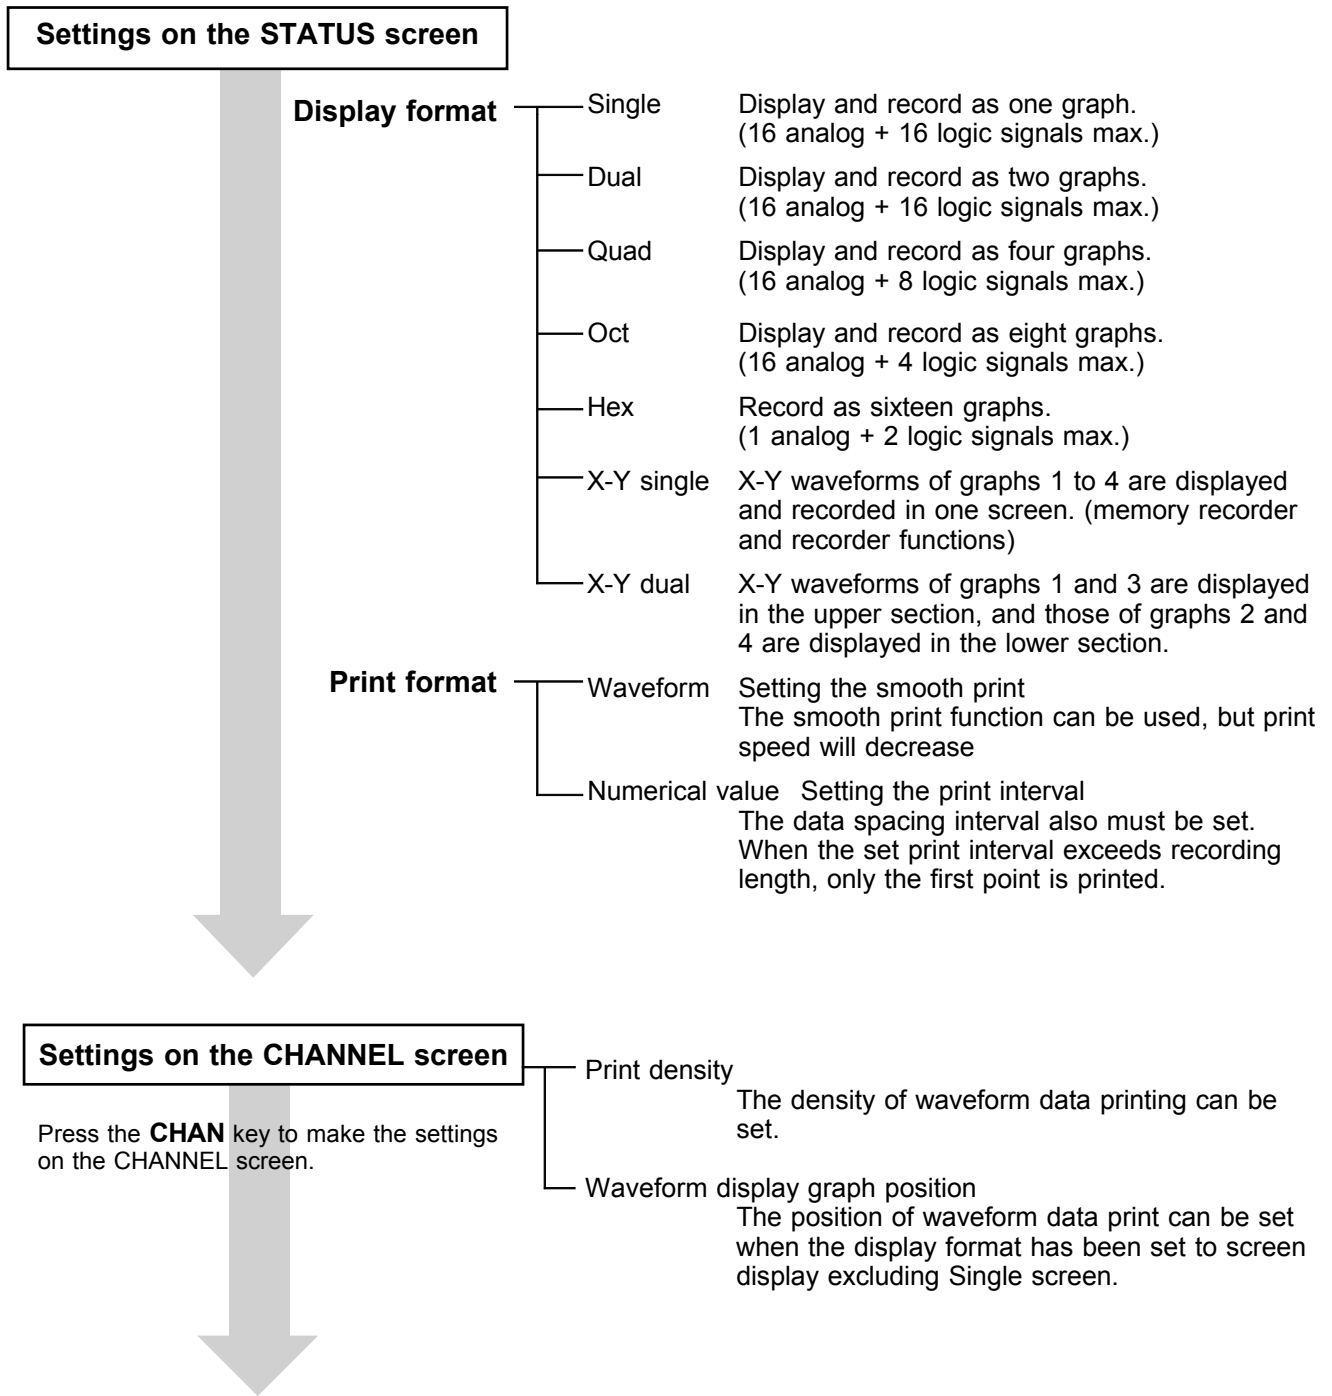 Settings on the STATUS screen
Display format
Single Display and record as one graph.
(16 analog + 16 logic signals max.)
Dual Display and record as two graphs.
(16 analog + 16 logic signals max.)
Quad Display and record as four graphs.
(16 analog + 8 logic signals max.)
Oct Display and record as eight graphs.
(16 analog + 4 logic signals max.)
Hex Record as sixteen graphs.
(1 analog + 2 logic signals max.)
X-Y single X-Y waveforms of graphs 1 to 4 are displayed
and recorded in one screen. (memory recorder
and recorder functions)
X-Y dual X-Y waveforms of graphs 1 and 3 are displayed
in the upper section, and those of graphs 2 and
4 are displayed in the lower section.
Print format
Waveform Setting the smooth print
The smooth print function can be used, but print
speed will decrease
Numerical value Setting the print interval
The data spacing interval also must be set.
When the set print interval exceeds recording
length, only the first point is printed.
Settings on the CHANNEL screen
Press the CHAN key to make the settings
on the CHANNEL screen.
Print density
The density of waveform data printing can be
set.
Waveform display graph position
The position of waveform data print can be set
when the display format has been set to screen
display excluding Single screen.